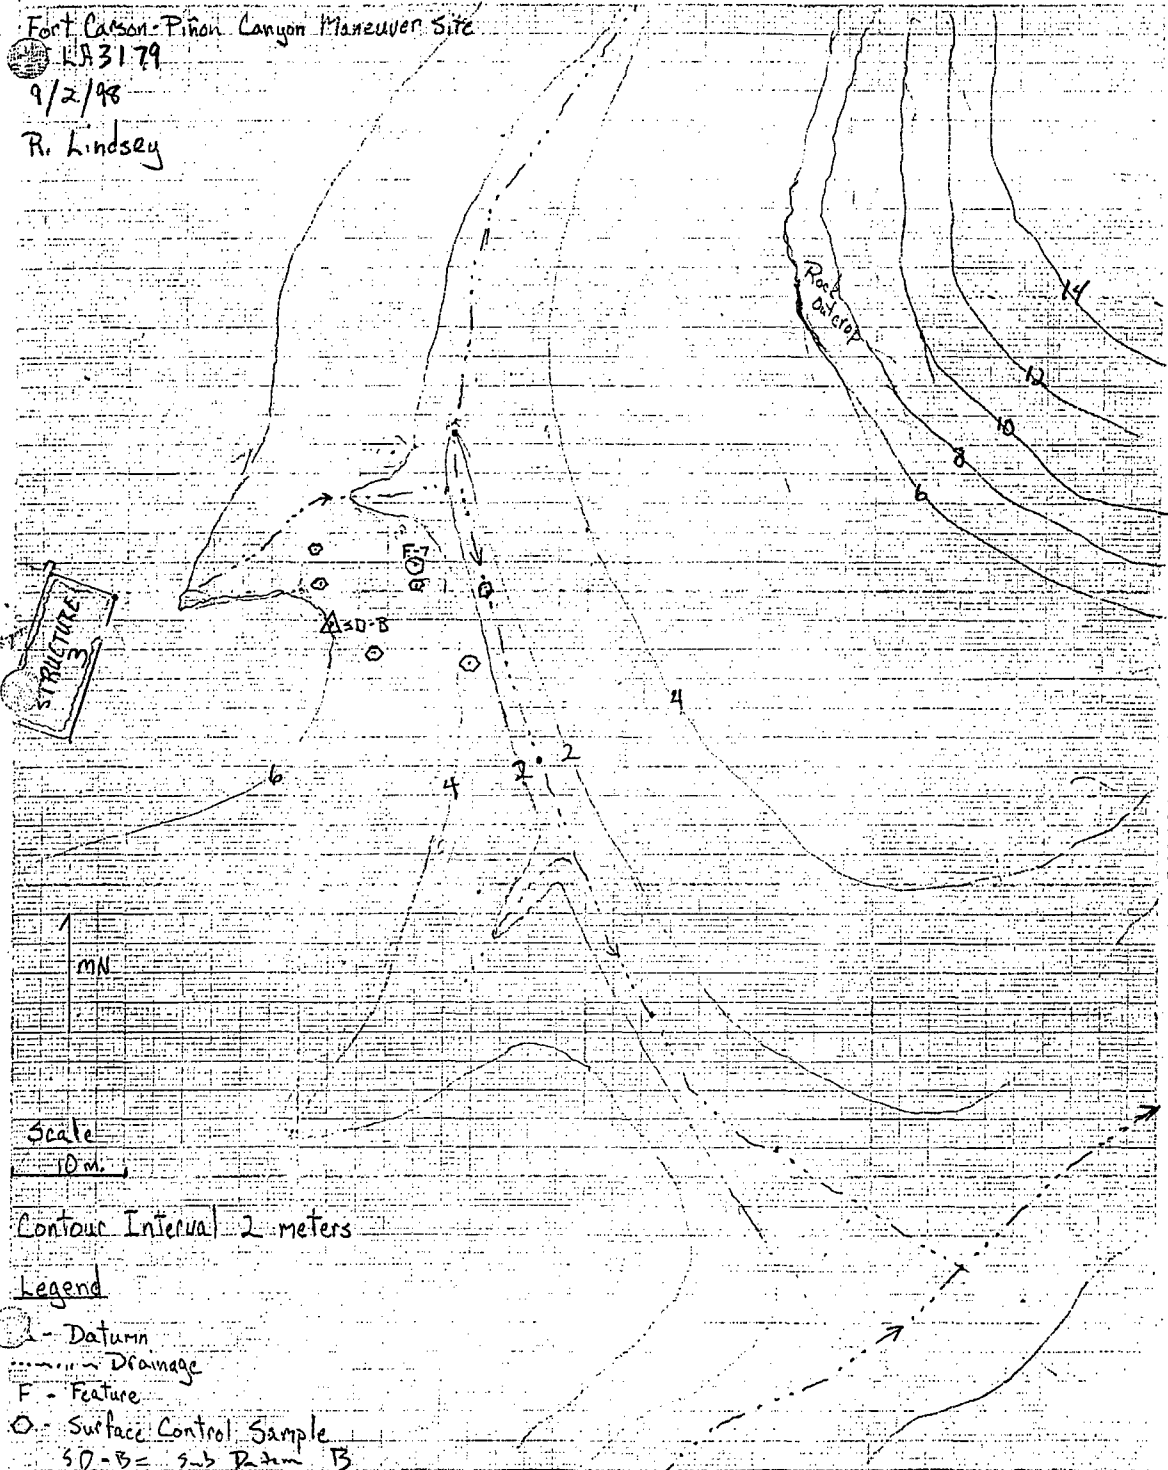 Fort Carson-Piñon Canyon Maneuver Site
LA3179
9/2/98
R. Lindsey
Rock
Outcrop
14
12
10
8
6
F-7
SD-B
STRUCTURE
3
4
2
2
6
4
MN
Scale
10 m.
Contour Interval 2 meters
Legend
- Datum
- Drainage
F - Feature
- Surface Control Sample
SD-B = Sub Datum B